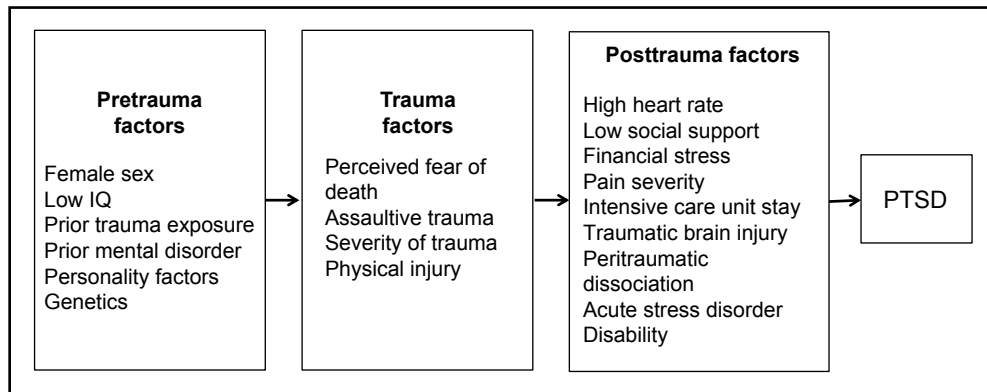 Pretrauma
factors
Female sex
Low IQ
Prior trauma exposure
Prior mental disorder
Personality factors
Genetics
Trauma
factors
Perceived fear of
death
Assaultive trauma
Severity of trauma
Physical injury
Posttrauma factors
High heart rate
Low social support
Financial stress
Pain severity
Intensive care unit stay
Traumatic brain injury
Peritraumatic
dissociation
Acute stress disorder
Disability
PTSD